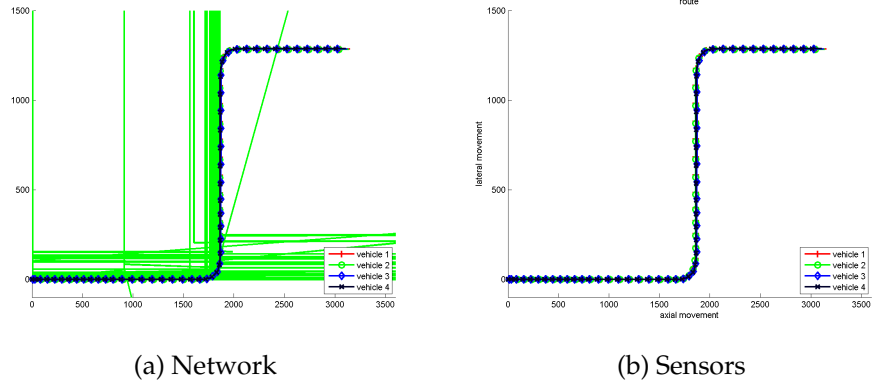 1500
1000
500
0
0
500
1000
1500
2000
2500
3000
3500
vehicle 1
vehicle 2
vehicle 3
vehicle 4
(a) Network
route
1500
1000
500
0
lateral movement
0
500
1000
1500
2000
2500
3000
3500
axial movement
vehicle 1
vehicle 2
vehicle 3
vehicle 4
(b) Sensors